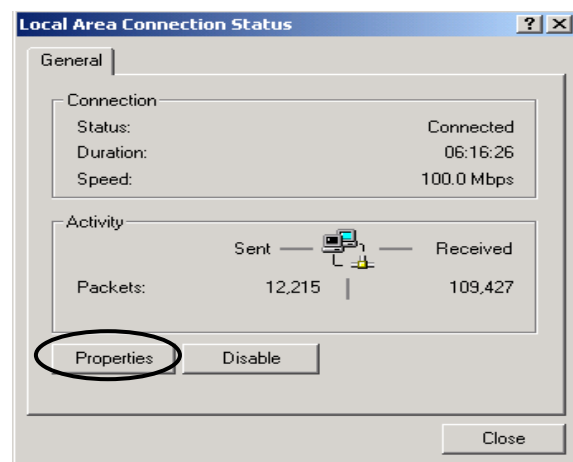 Local Area Connection Status
General
Connection
Status: Connected
Duration: 06:16:26
Speed: 100.0 Mbps
Activity
Sent Received
Packets: 12,215 109,427
Properties Disable
Close